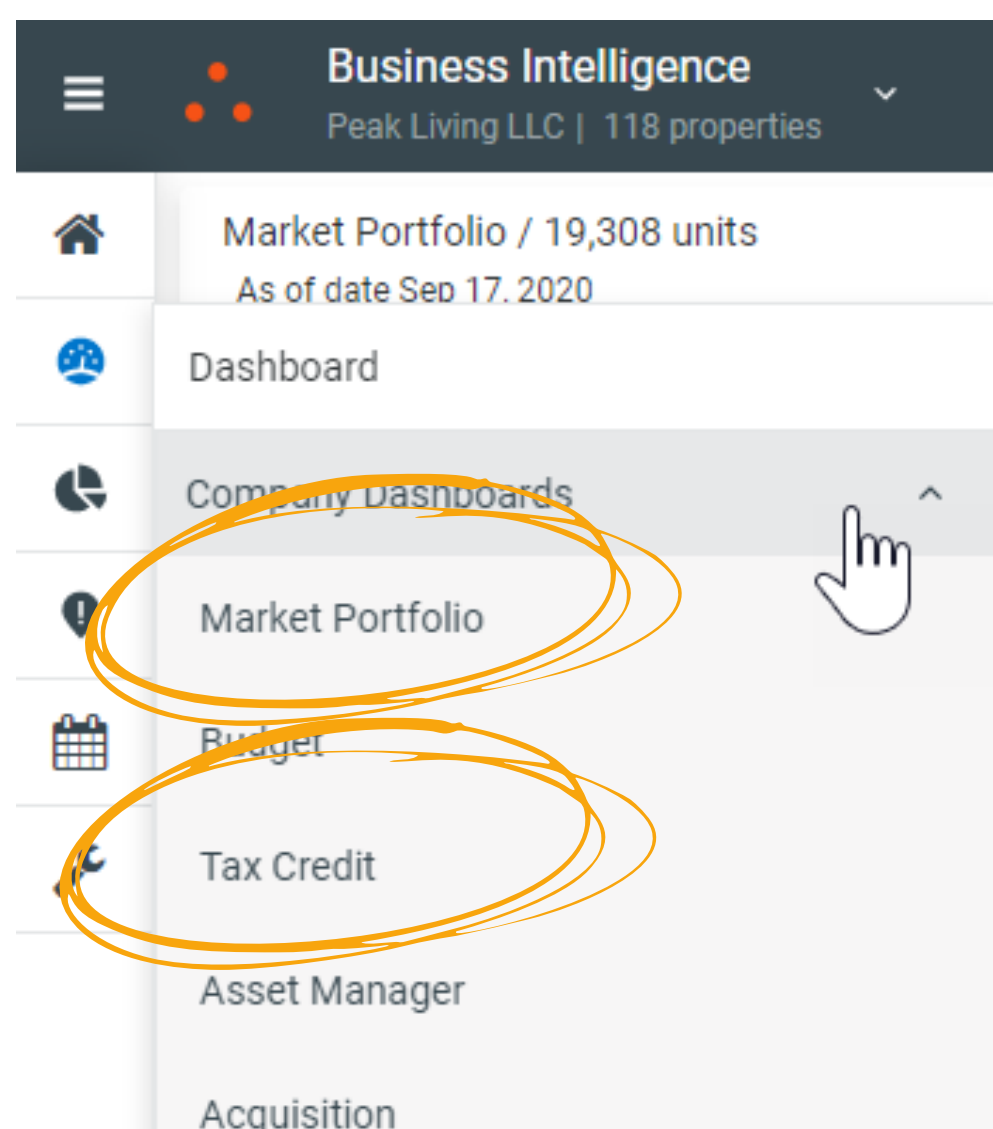 Business Intelligence
Peak Living LLC | 118 properties
Market Portfolio / 19,308 units
As of date Sep 17, 2020
Dashboard
Company Dashboards
Market Portfolio
Budget
Tax Credit
Asset Manager
Acquisition